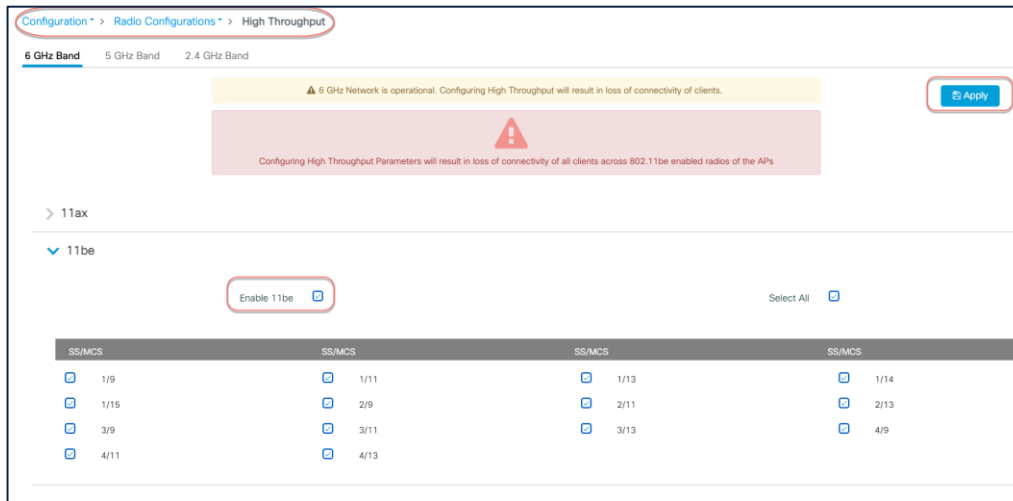 Configuration > Radio Configurations > High Throughput
6 GHz Band 5 GHz Band 2.4 GHz Band
6 GHz Network is operational. Configuring High Throughput will result in loss of connectivity of clients.
Apply
Configuring High Throughput Parameters will result in loss of connectivity of all clients across 802.11be enabled radios of the APs
11ax
11be
Enable 11be Select All
SS/MCS SS/MCS SS/MCS SS/MCS
1/9 1/11 1/13 1/14
1/15 2/9 2/11 2/13
3/9 3/11 3/13 4/9
4/11 4/13